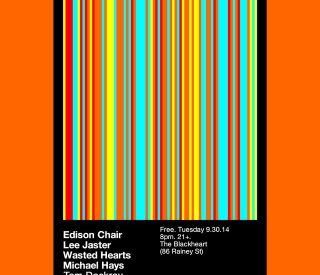 Edison Chair
Lee Jaster
Wasted Hearts
Michael Hays
Free. Tuesday 9.30.14
8pm. 21+.
The Blackheart
(86 Rainey St)